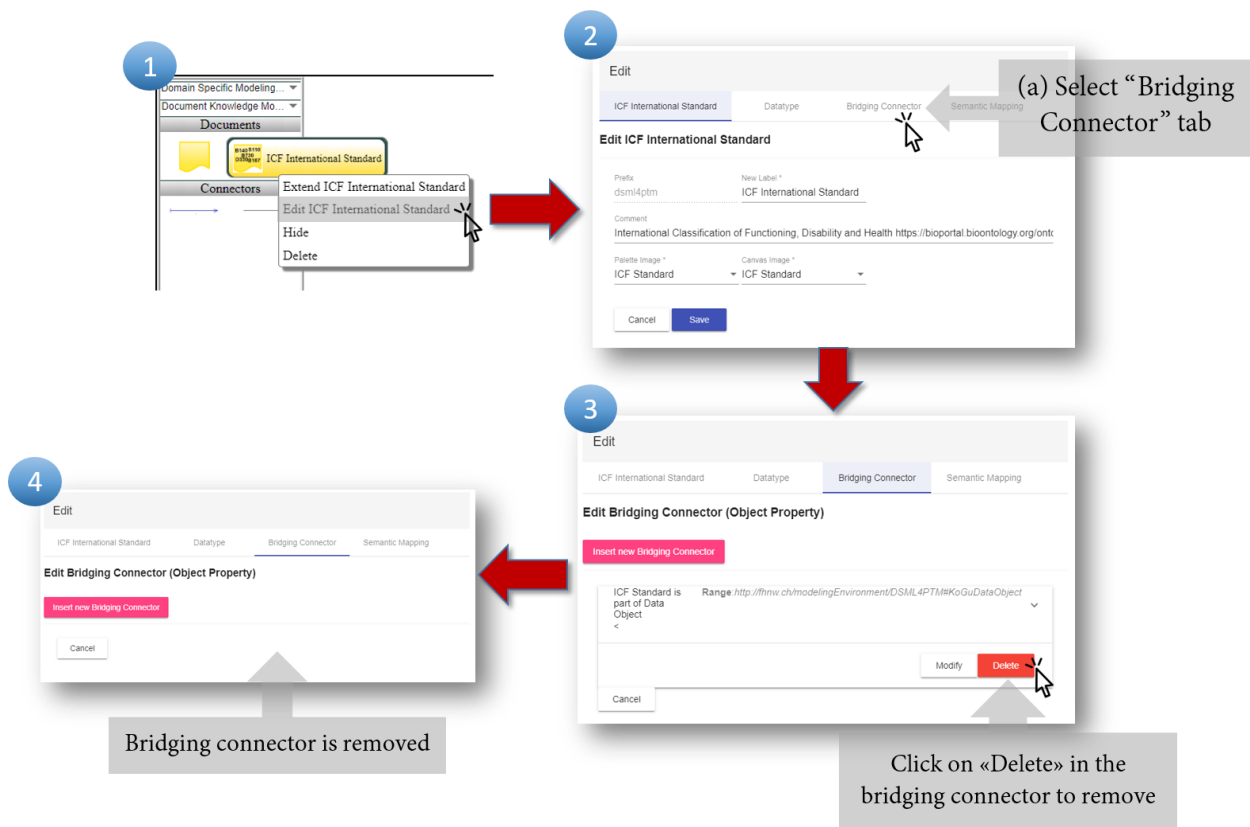 1
Domain Specific Modeling...
Document Knowledge Mo...
Documents
ICF International Standard
Connectors
Extend ICF International Standard
Edit ICF International Standard
Hide
Delete
2
Edit
ICF International Standard Datatype Bridging Connector Semantic Mapping
(a) Select “Bridging
Connector” tab
Edit ICF International Standard
Prefix New Label *
dsml4ptm ICF International Standard
Comment
International Classification of Functioning, Disability and Health https://bioportal.bioontology.org/ontc
Palette Image * Canvas Image *
ICF Standard ICF Standard
Cancel Save
3
Edit
ICF International Standard Datatype Bridging Connector Semantic Mapping
Edit Bridging Connector (Object Property)
Insert new Bridging Connector
ICF Standard is Range:http://fhnw.ch/modelingEnvironment/DSML4PTM#KoGuDataObject
part of Data
Object
<
Modify Delete
Cancel
Click on «Delete» in the
bridging connector to remove
4
Edit
ICF International Standard Datatype Bridging Connector Semantic Mapping
Edit Bridging Connector (Object Property)
Insert new Bridging Connector
Cancel
Bridging connector is removed